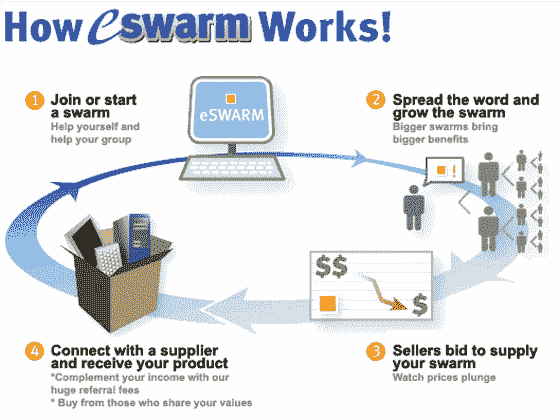 How eSwarm Works!
1 Join or start
a swarm
Help yourself and
help your group
eSWARM
2 Spread the word and
grow the swarm
Bigger swarms bring
bigger benefits
!
$$
$
4 Connect with a supplier
and receive your product
*Complement your income with our
huge referral fees
* Buy from those who share your values
3 Sellers bid to supply
your swarm
Watch prices plunge